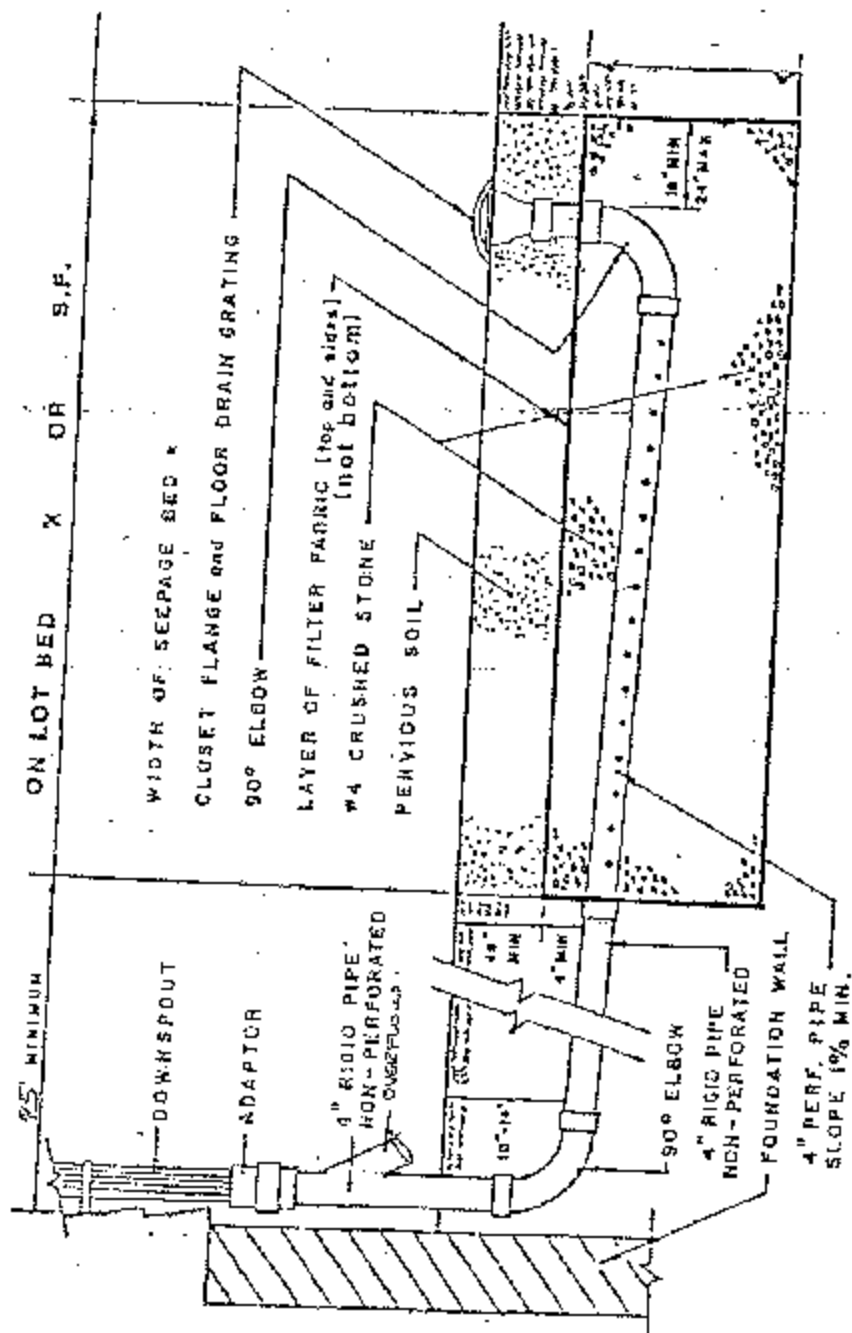 ON LOT BED X OR S.F.
WIDTH OF SEEPAGE BED *
CLOSET FLANGE and FLOOR DRAIN GRATING
90° ELBOW
LAYER OF FILTER FABRIC [top and sides]
[not bottom]
#4 CRUSHED STONE
PERVIOUS SOIL
MINIMUM
DOWNSPOUT
ADAPTOR
4" RIGID PIPE
NON-PERFORATED
OVERFLOW
MIN
4" MIN
18" MIN
24" MAX
90° ELBOW
4" RIGID PIPE
NON-PERFORATED
FOUNDATION WALL
4" PERF. PIPE
SLOPE 1% MIN.